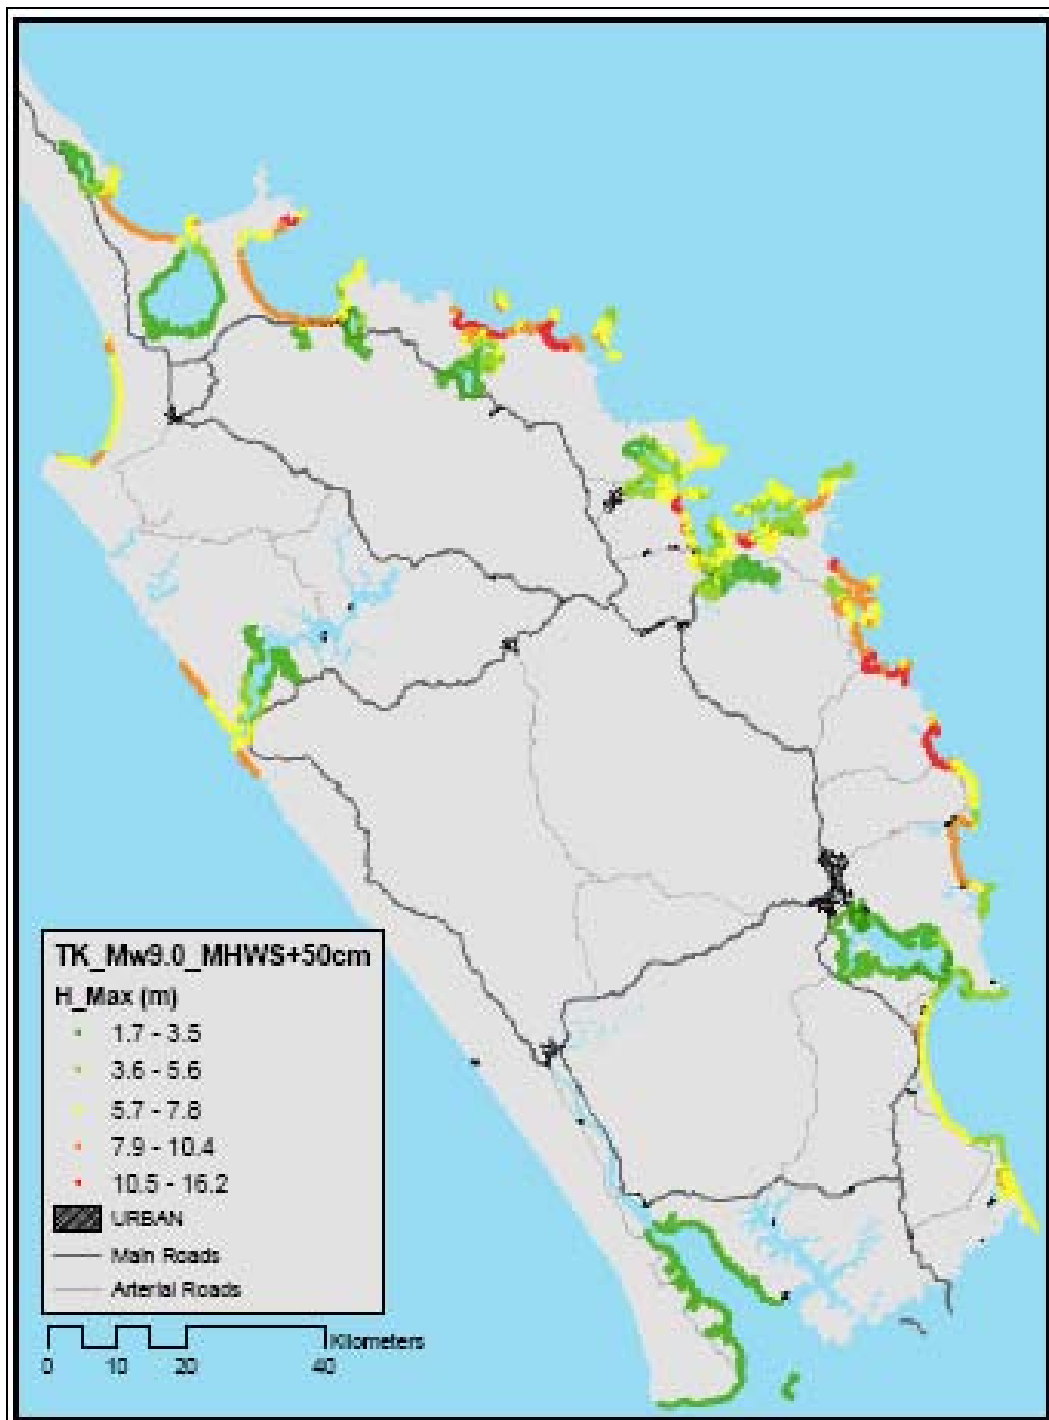 TK_Mw9.0_MHWS+50cm
H_Max (m)
1.7 - 3.5
3.6 - 5.6
5.7 - 7.8
7.9 - 10.4
10.5 - 16.2
URBAN
Main Roads
Arterial Roads
Kilometers
0 10 20 40